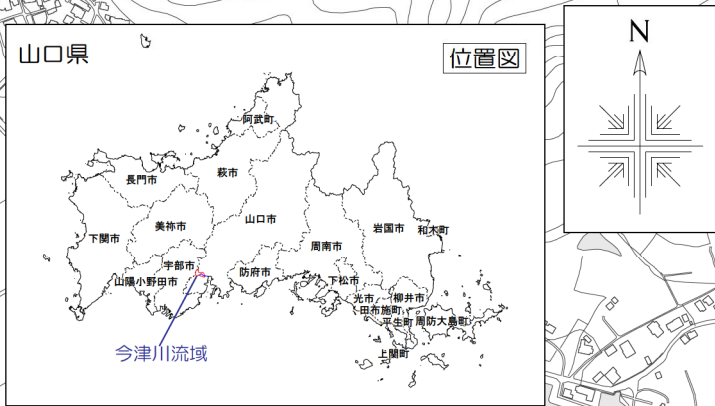 山口県
位置図
N
阿武町
萩市
長門市
山口市
美祢市
岩国市
和木町
下関市
周南市
宇部市
防府市
山陽小野田市
下松市
光市
柳井市
田布施町
平生町
周防大島町
上関町
今津川流域